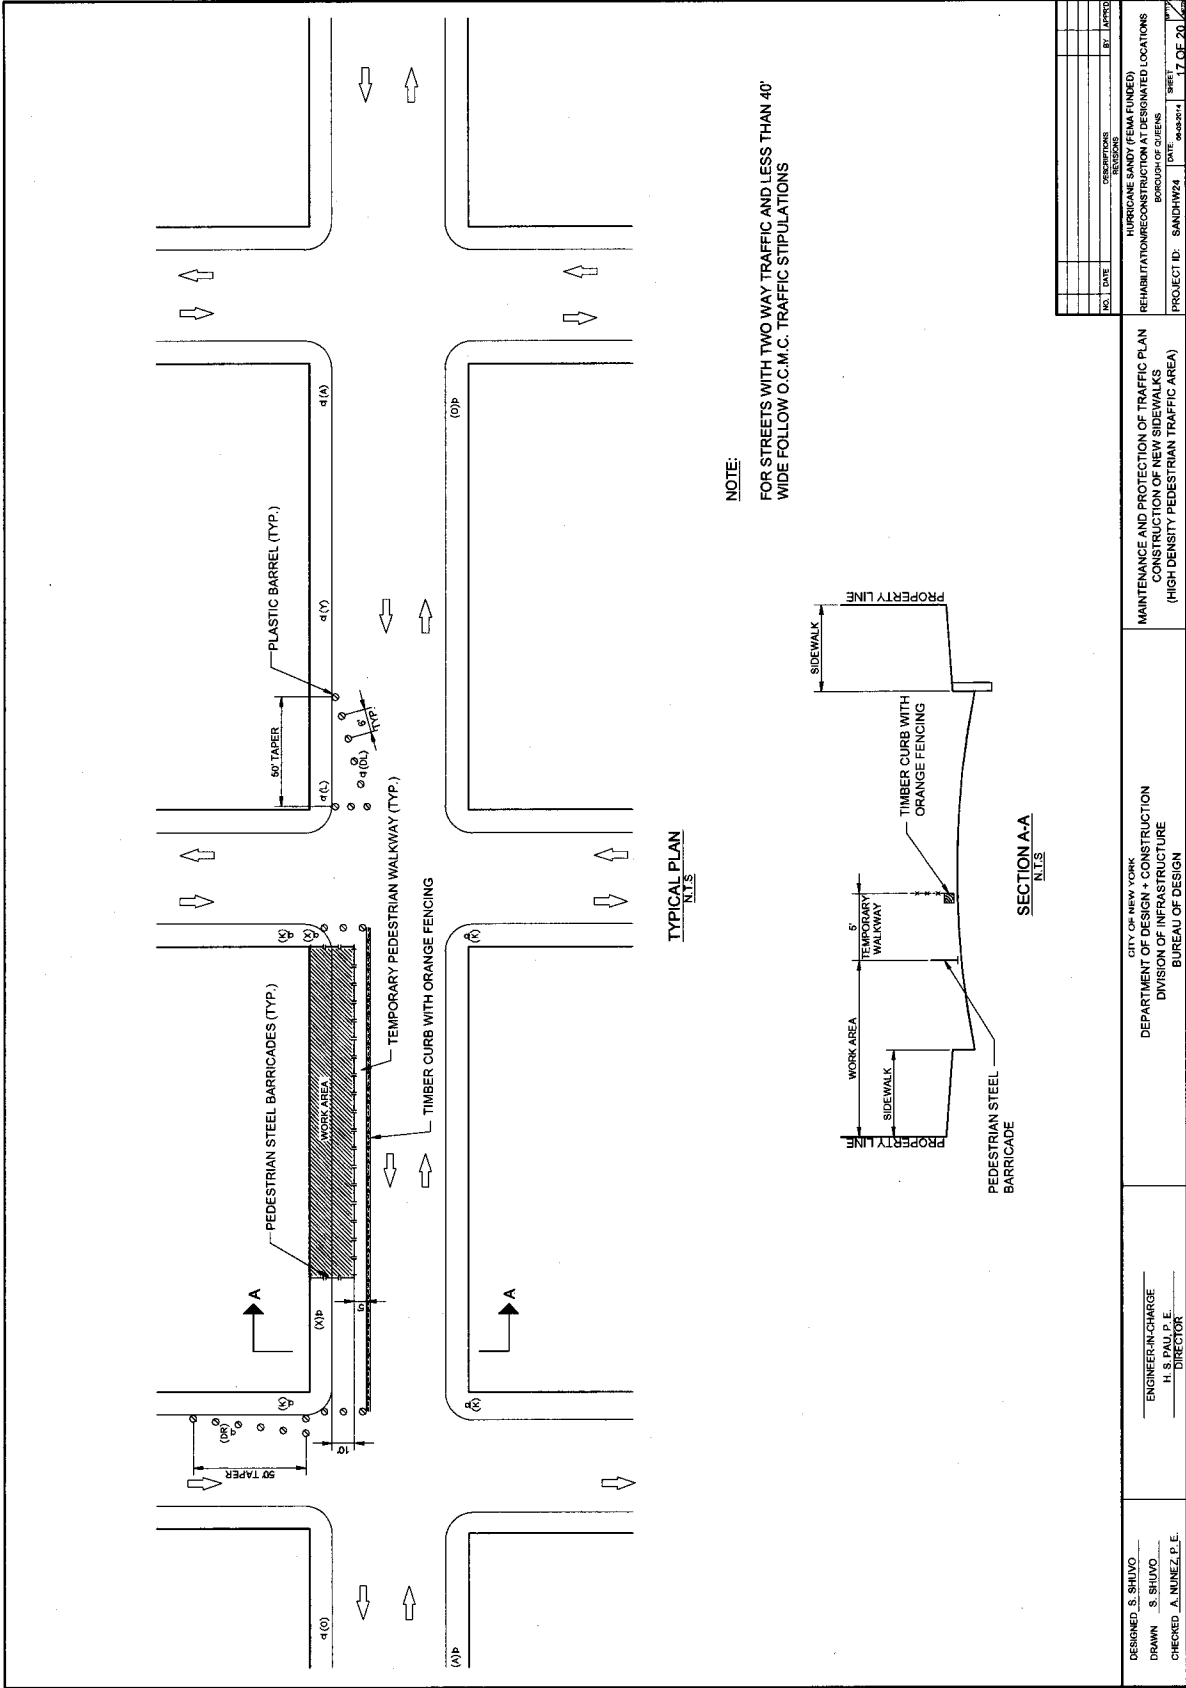 PLASTIC BARREL (TYP.)
50' TAPER
6'
TYP.
(A)
(Y)
(L)
(DL)
(O)
PEDESTRIAN STEEL BARRICADES (TYP.)
WORK AREA
TEMPORARY PEDESTRIAN WALKWAY (TYP.)
TIMBER CURB WITH ORANGE FENCING
(K)
(X)
(K)
A
A
(X)
5'
10'
(K)
(K)
(DR)
50' TAPER
(O)
(A)
TYPICAL PLAN
N.T.S
NOTE:
FOR STREETS WITH TWO WAY TRAFFIC AND LESS THAN 40'
WIDE FOLLOW O.C.M.C. TRAFFIC STIPULATIONS
PROPERTY LINE
SIDEWALK
WORK AREA
5'
TEMPORARY
WALKWAY
TIMBER CURB WITH
ORANGE FENCING
SIDEWALK
PROPERTY LINE
PEDESTRIAN STEEL
BARRICADE
SECTION A-A
N.T.S
DESIGNED S. SHUVO
DRAWN S. SHUVO
CHECKED A. NUNEZ, P. E.
ENGINEER-IN-CHARGE
H. S. PAU, P. E.
DIRECTOR
CITY OF NEW YORK
DEPARTMENT OF DESIGN + CONSTRUCTION
DIVISION OF INFRASTRUCTURE
BUREAU OF DESIGN
MAINTENANCE AND PROTECTION OF TRAFFIC PLAN
CONSTRUCTION OF NEW SIDEWALKS
(HIGH DENSITY PEDESTRIAN TRAFFIC AREA)
NO. DATE DESCRIPTIONS BY APPR'D
REVISIONS
HURRICANE SANDY (FEMA FUNDED)
REHABILITATION/RECONSTRUCTION AT DESIGNATED LOCATIONS
BOROUGH OF QUEENS
PROJECT ID: SANDHW24 DATE: 06-03-2014 SHEET 17 OF 20